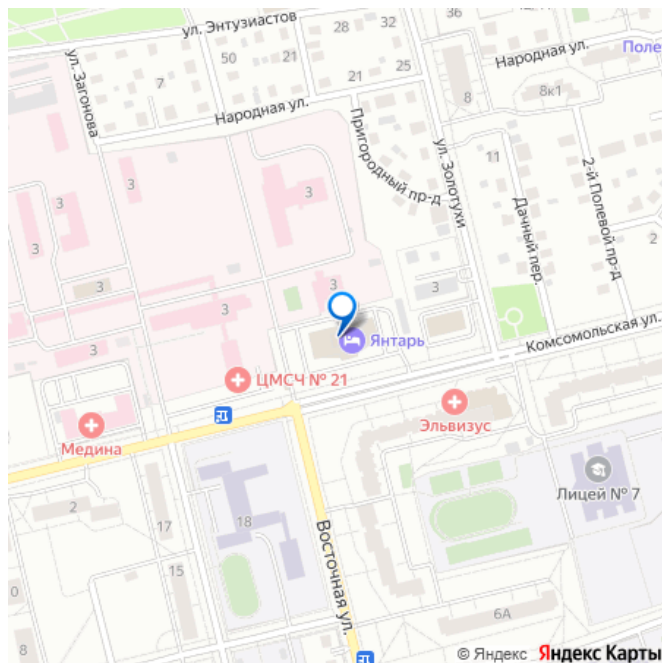 ул. Энтузиастов
28
32
36
ул. Загонова
50
21
25
Народная ул.
Поле
7
21
8
8к1
Народная ул.
Пригородный пр-д
ул. Золотухи
11
2-й Полевой пр-д
3
3
3
Дачный пер.
2
3
3
3
3
3
3
Янтарь
Комсомольская ул.
ЦМСЧ № 21
Медина
Эльвизус
Лицей № 7
2
17
18
Восточная ул.
15
0
8
6А
© Яндекс Яндекс Карты